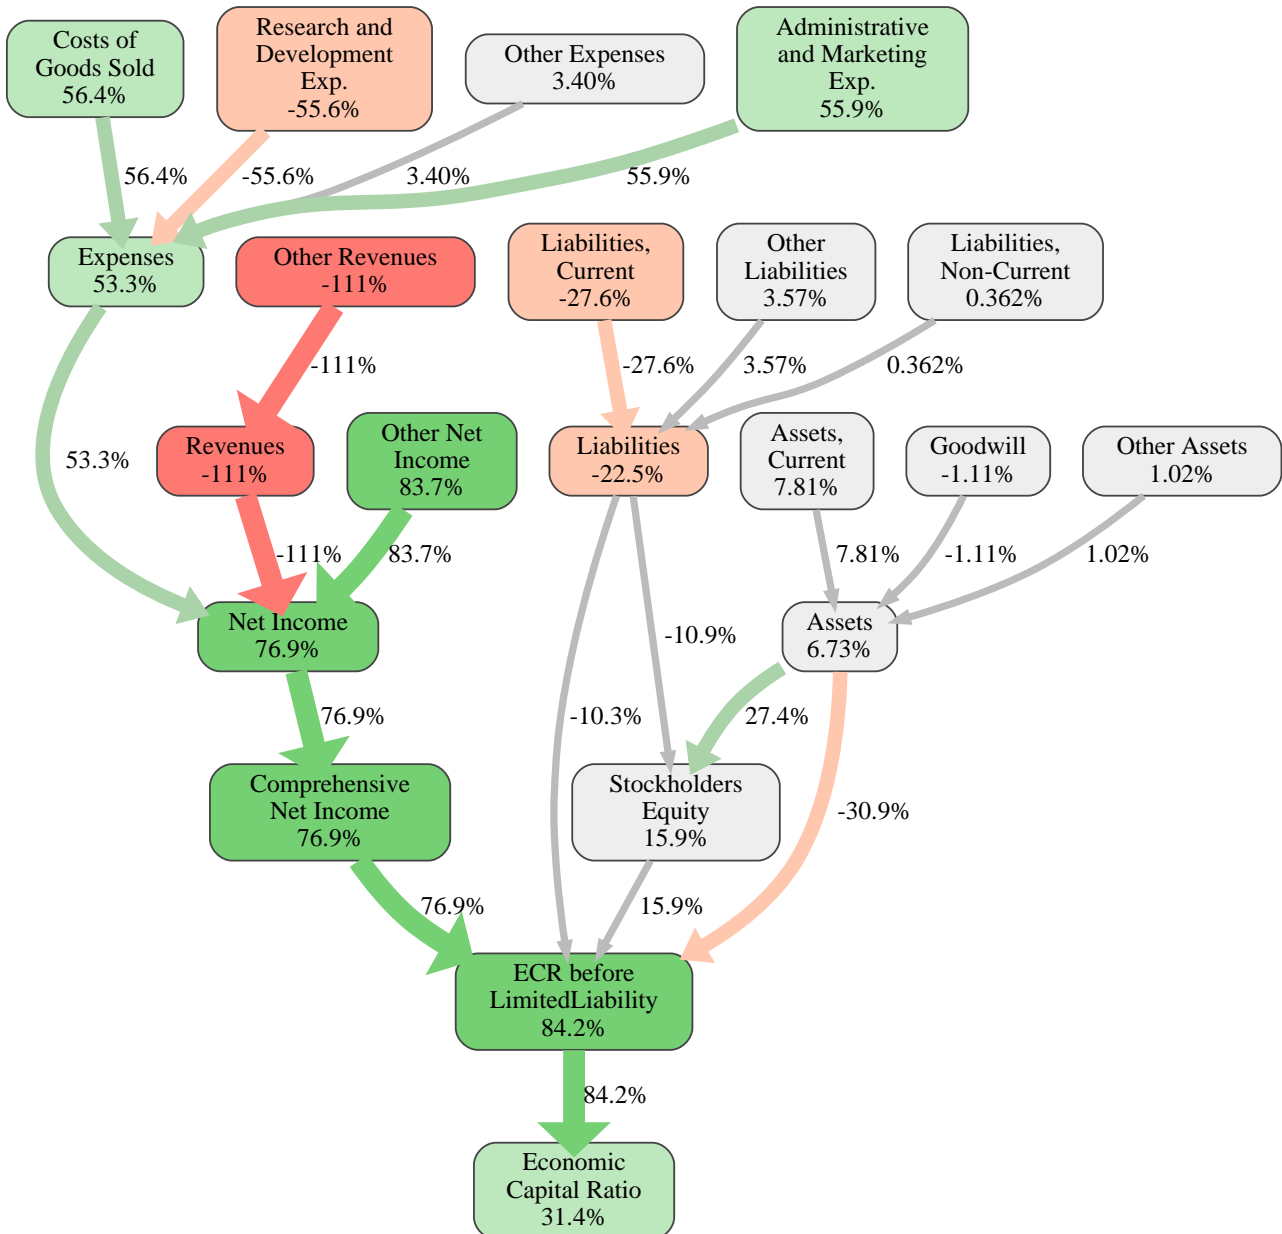 Costs of
Goods Sold
56.4%
Research and
Development
Exp.
-55.6%
Other Expenses
3.40%
Administrative
and Marketing
Exp.
55.9%
56.4%
-55.6%
3.40%
55.9%
Expenses
53.3%
Other Revenues
-111%
Liabilities,
Current
-27.6%
Other
Liabilities
3.57%
Liabilities,
Non-Current
0.362%
-111%
-27.6%
3.57%
0.362%
53.3%
Revenues
-111%
Other Net
Income
83.7%
Liabilities
-22.5%
Assets,
Current
7.81%
Goodwill
-1.11%
Other Assets
1.02%
-111%
83.7%
7.81%
-1.11%
1.02%
Net Income
76.9%
-10.9%
Assets
6.73%
76.9%
-10.3%
27.4%
Comprehensive
Net Income
76.9%
Stockholders
Equity
15.9%
-30.9%
76.9%
15.9%
ECR before
LimitedLiability
84.2%
84.2%
Economic
Capital Ratio
31.4%